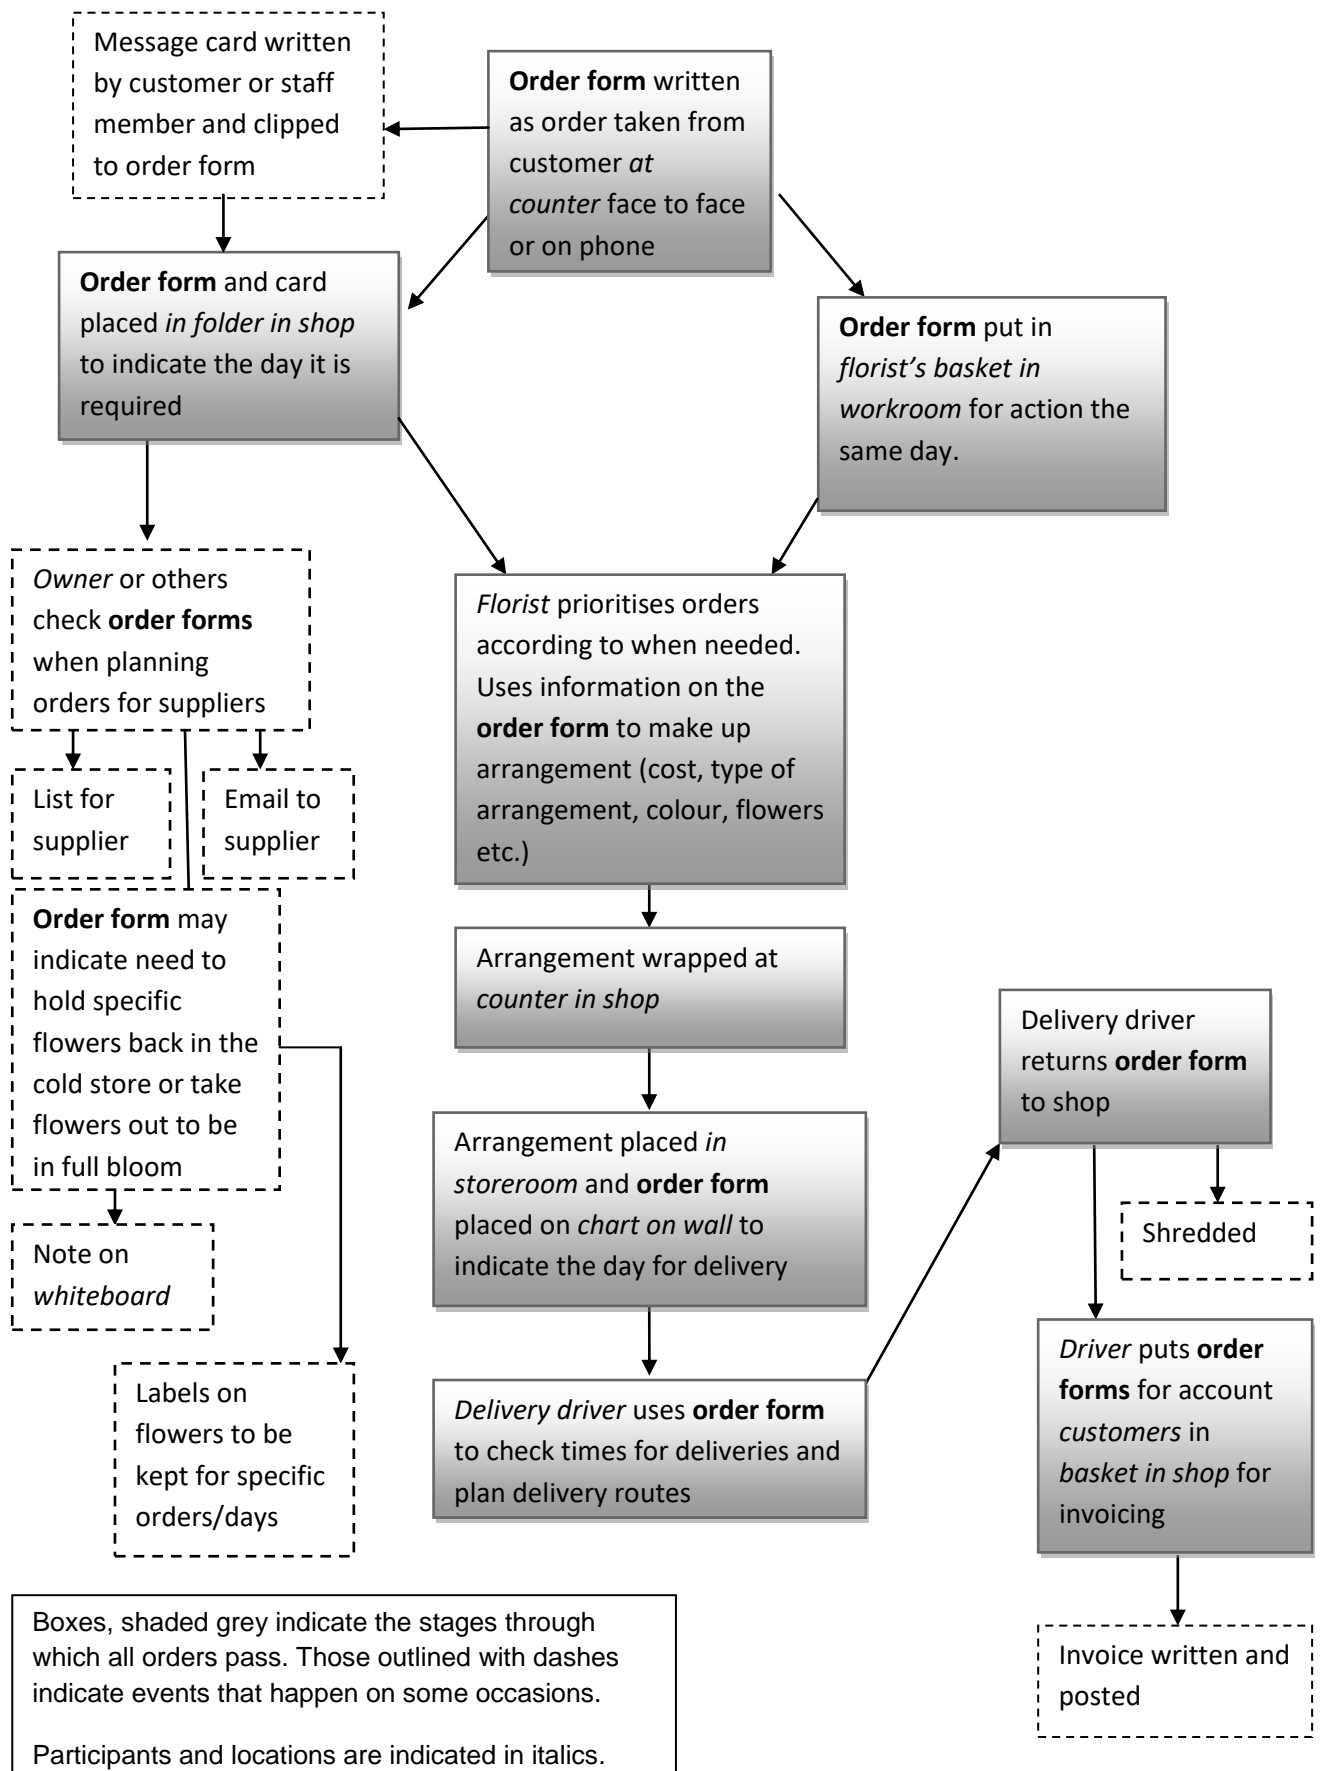 Message card written
by customer or staff
member and clipped
to order form
Order form written
as order taken from
customer at
counter face to face
or on phone
Order form and card
placed in folder in shop
to indicate the day it is
required
Order form put in
florist's basket in
workroom for action the
same day.
Owner or others
check order forms
when planning
orders for suppliers
Florist prioritises orders
according to when needed.
Uses information on the
order form to make up
arrangement (cost, type of
arrangement, colour, flowers
etc.)
List for
supplier
Email to
supplier
Order form may
indicate need to
hold specific
flowers back in the
cold store or take
flowers out to be
in full bloom
Arrangement wrapped at
counter in shop
Delivery driver
returns order form
to shop
Arrangement placed in
storeroom and order form
placed on chart on wall to
indicate the day for delivery
Shredded
Note on
whiteboard
Driver puts order
forms for account
customers in
basket in shop for
invoicing
Labels on
flowers to be
kept for specific
orders/days
Delivery driver uses order form
to check times for deliveries and
plan delivery routes
Invoice written and
posted
Boxes, shaded grey indicate the stages through
which all orders pass. Those outlined with dashes
indicate events that happen on some occasions.
Participants and locations are indicated in italics.